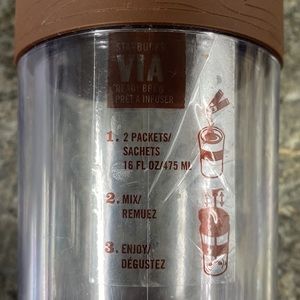 STARBUCKS
VIA
READY BREW
PRÊT À INFUSER
1. 2 PACKETS/
SACHETS
16 FL OZ/475 ML
2. MIX/
REMUEZ
3. ENJOY/
DÉGUSTEZ